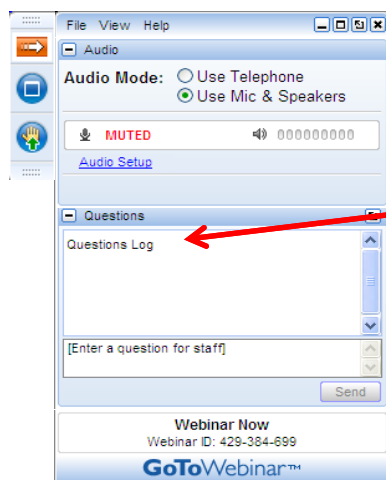 File View Help
Audio
Audio Mode: Use Telephone
Use Mic & Speakers
MUTED 000000000
Audio Setup
Questions
Questions Log
[Enter a question for staff]
Send
Webinar Now
Webinar ID: 429-384-699
GoToWebinar™